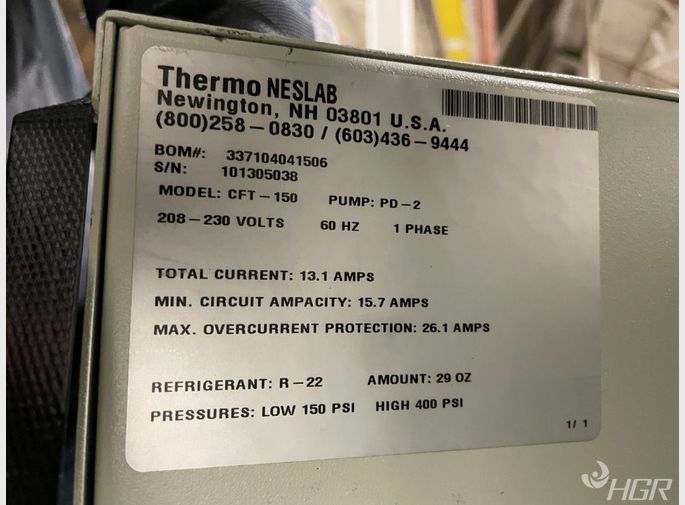 Thermo NESLAB
Newington, NH 03801 U.S.A.
(800)258-0830 / (603)436-9444
BOM#: 337104041506
S/N: 101305038
MODEL: CFT-150 PUMP: PD-2
208-230 VOLTS 60 HZ 1 PHASE
TOTAL CURRENT: 13.1 AMPS
MIN. CIRCUIT AMPACITY: 15.7 AMPS
MAX. OVERCURRENT PROTECTION: 26.1 AMPS
REFRIGERANT: R-22 AMOUNT: 29 OZ
PRESSURES: LOW 150 PSI HIGH 400 PSI
1/ 1
HGR